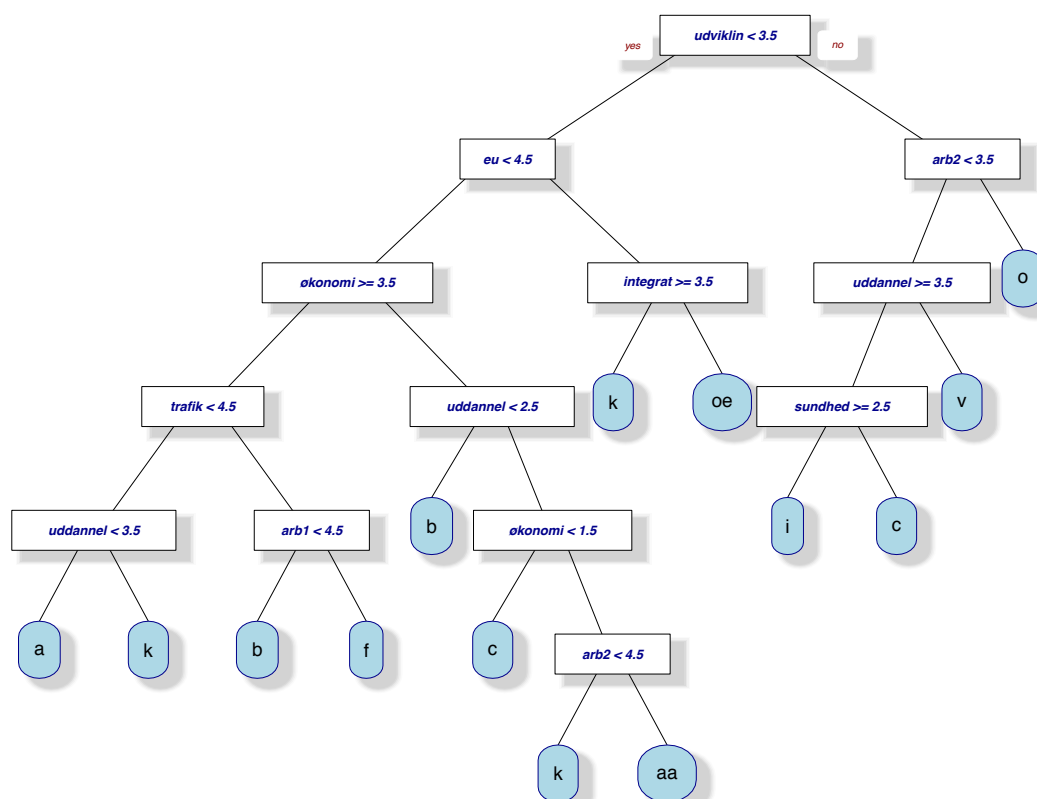 udviklin < 3.5
yes
no
eu < 4.5
arb2 < 3.5
økonomi >= 3.5
integrat >= 3.5
uddannel >= 3.5
o
trafik < 4.5
uddannel < 2.5
k
oe
sundhed >= 2.5
v
uddannel < 3.5
arb1 < 4.5
b
økonomi < 1.5
i
c
a
k
b
f
c
arb2 < 4.5
k
aa